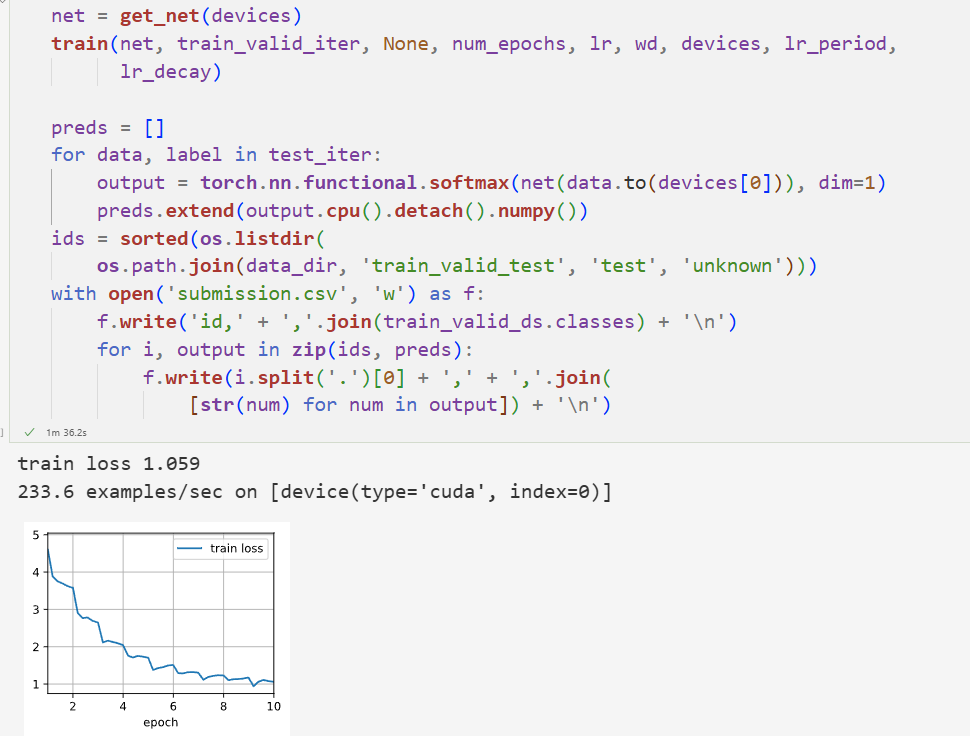 net = get_net(devices)
train(net, train_valid_iter, None, num_epochs, lr, wd, devices, lr_period,
      lr_decay)
preds = []
for data, label in test_iter:
    output = torch.nn.functional.softmax(net(data.to(devices[0])), dim=1)
    preds.extend(output.cpu().detach().numpy())
ids = sorted(os.listdir(
    os.path.join(data_dir, 'train_valid_test', 'test', 'unknown')))
with open('submission.csv', 'w') as f:
    f.write('id,' + ','.join(train_valid_ds.classes) + '\n')
    for i, output in zip(ids, preds):
        f.write(i.split('.')[0] + ',' + ','.join(
            [str(num) for num in output]) + '\n')
] ✓ 1m 36.2s
train loss 1.059
233.6 examples/sec on [device(type='cuda', index=0)]
5
train loss
4
3
2
1
2 4 6 8 10
epoch